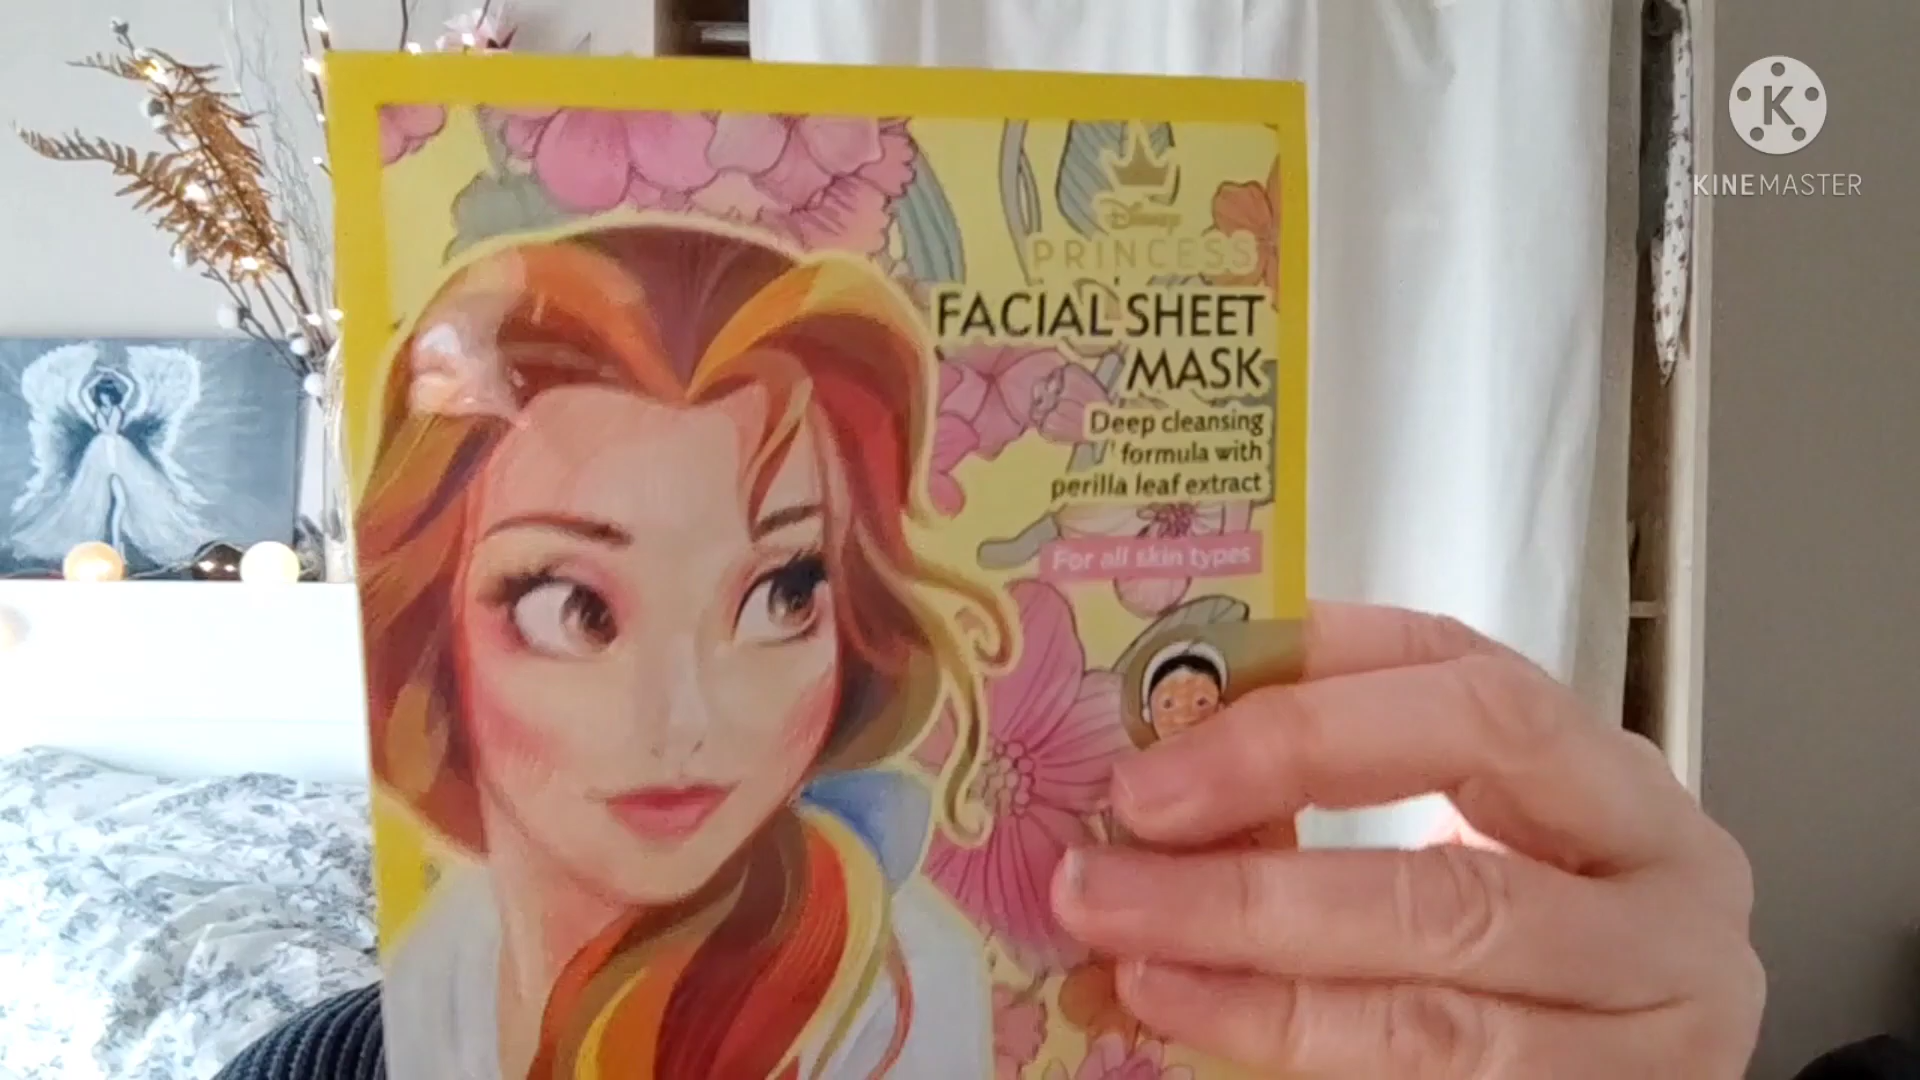 Disney
PRINCESS
FACIAL SHEET
MASK
Deep cleansing
formula with
perilla leaf extract
For all skin types
K
KINEMASTER